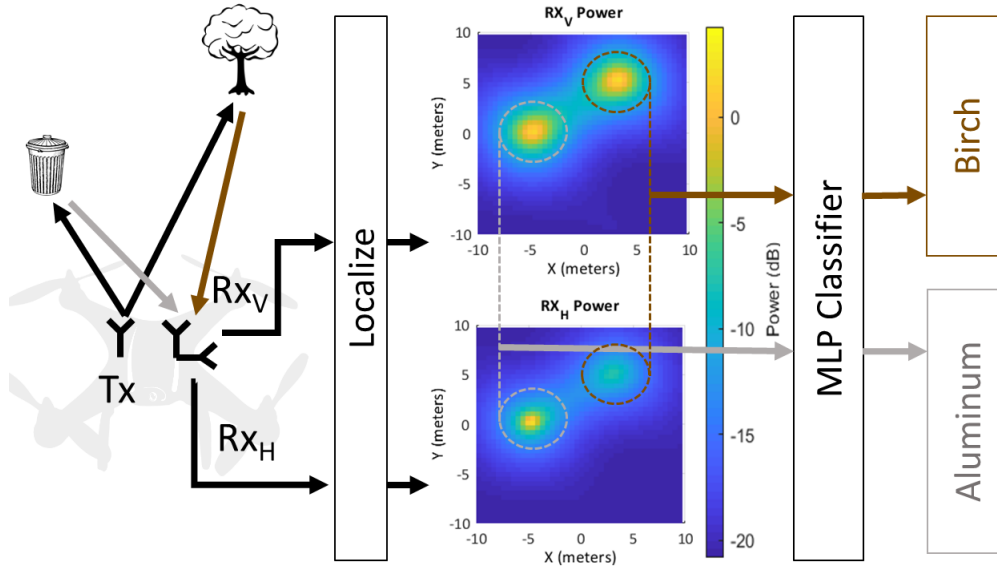 Tx
Rx_V
Rx_H
Localize
RX_V Power
10
5
0
-5
-10
Y (meters)
-10
-5
0
5
10
X (meters)
RX_H Power
10
5
0
-5
-10
Y (meters)
-10
-5
0
5
10
X (meters)
0
-5
-10
-15
-20
Power (dB)
MLP Classifier
Birch
Aluminum